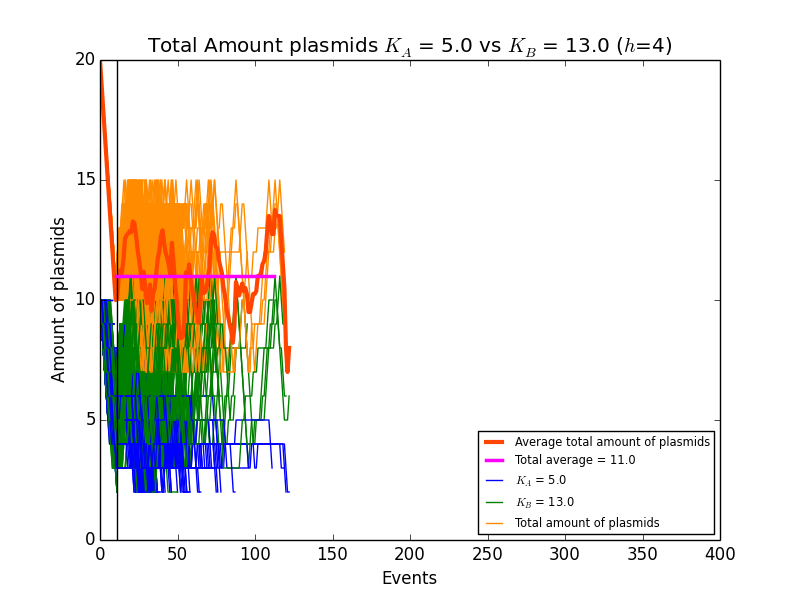 Total Amount plasmids K_A = 5.0 vs K_B = 13.0 (h=4)
20
15
10
5
0
Amount of plasmids
Average total amount of plasmids
Total average = 11.0
K_A = 5.0
K_B = 13.0
Total amount of plasmids
0 50 100 150 200 250 300 350 400
Events